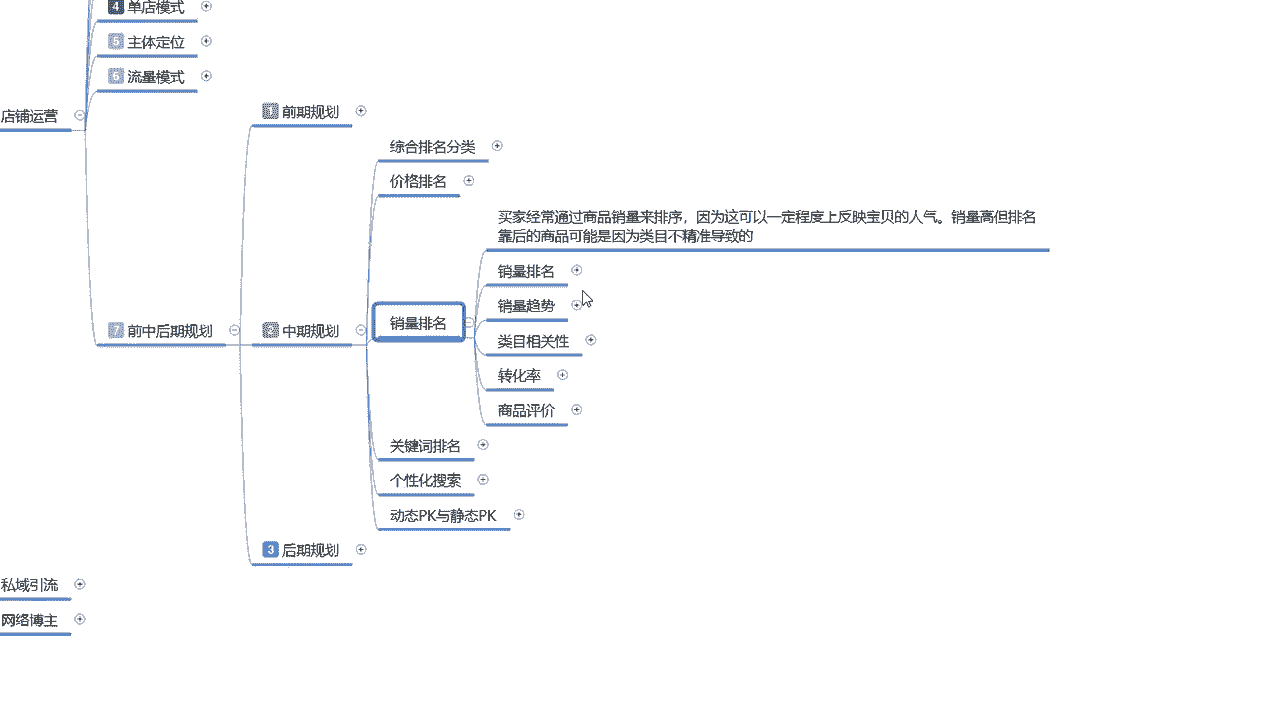 4 单店模式
5 主体定位
6 流量模式
店铺运营
1 前期规划
综合排名分类
价格排名
买家经常通过商品销量来排序，因为这可以一定程度上反映宝贝的人气。销量高但排名
靠后的商品可能是因为类目不精准导致的
销量排名
销量趋势
7 前中后期规划
2 中期规划
销量排名
类目相关性
转化率
商品评价
关键词排名
个性化搜索
动态PK与静态PK
3 后期规划
私域引流
网络博主